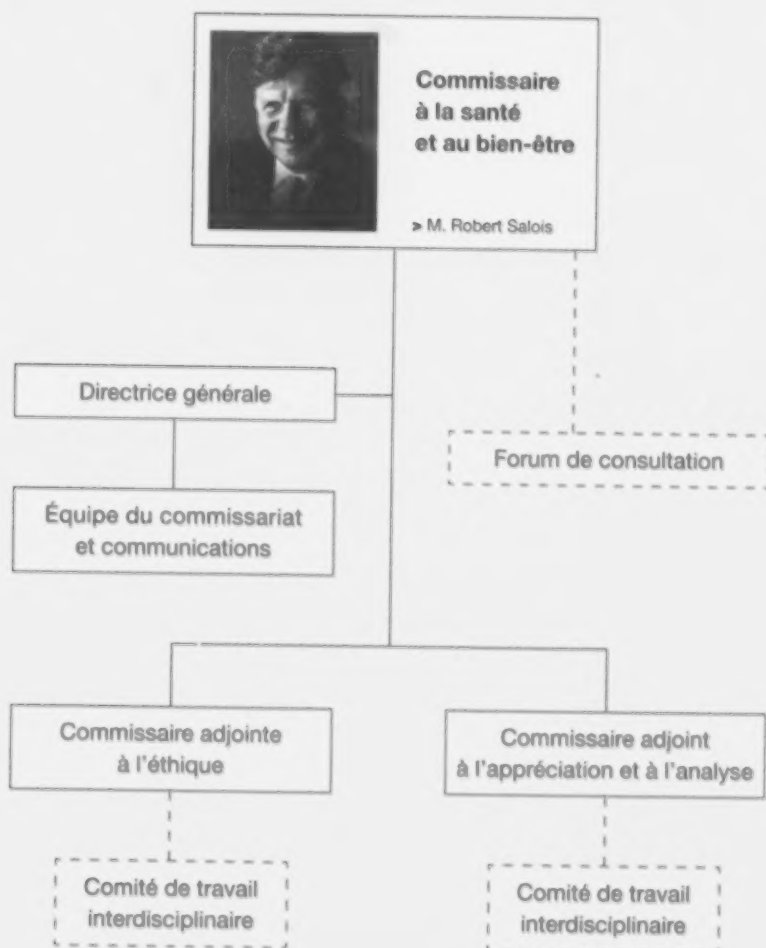 Commissaire
à la santé
et au bien-être
> M. Robert Salois
Directrice générale
Forum de consultation
Équipe du commissariat
et communications
Commissaire adjointe
à l'éthique
Commissaire adjoint
à l'appréciation et à l'analyse
Comité de travail
interdisciplinaire
Comité de travail
interdisciplinaire